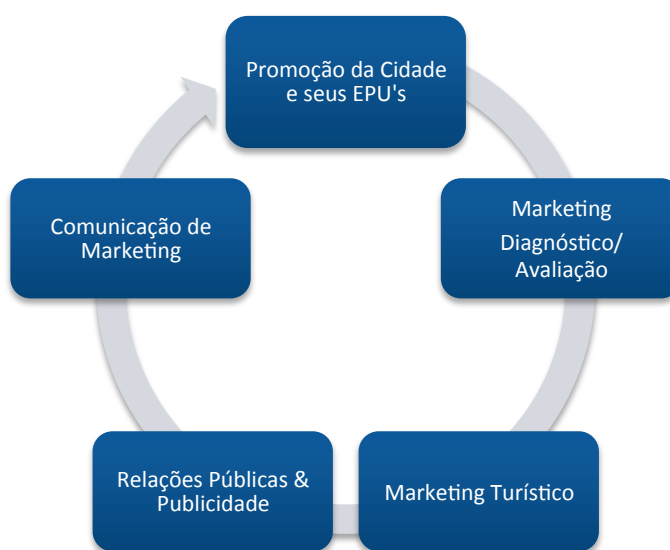 Promoção da Cidade
e seus EPU's
Marketing
Diagnóstico/
Avaliação
Marketing Turístico
Relações Públicas &
Publicidade
Comunicação de
Marketing